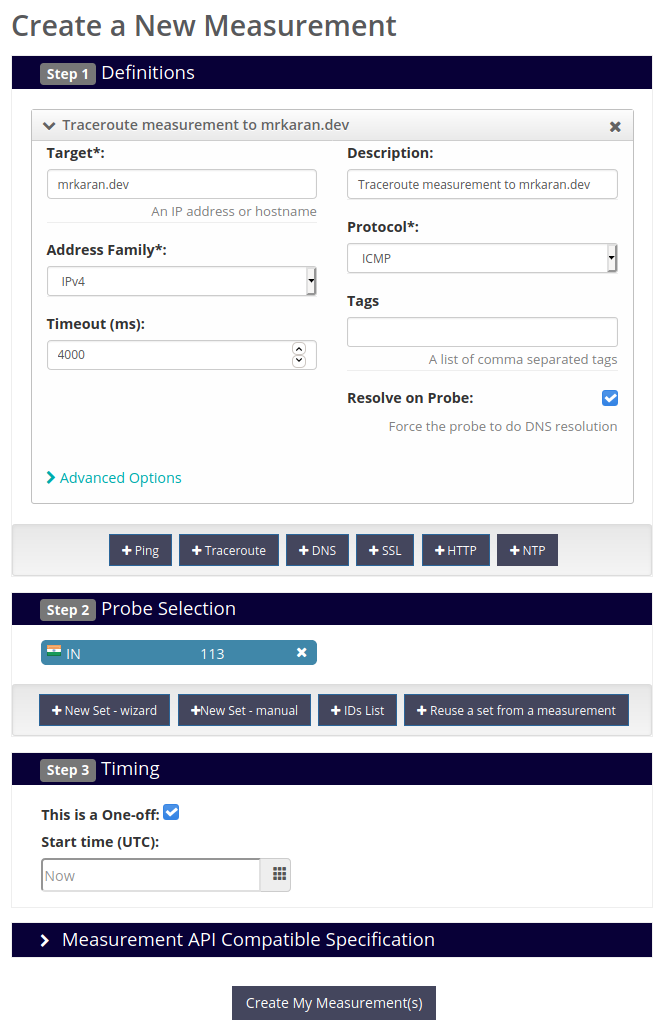 Create a New Measurement
Step 1 Definitions
Traceroute measurement to mrkaran.dev
Target*:
mrkaran.dev
An IP address or hostname
Address Family*:
IPv4
Timeout (ms):
4000
Description:
Traceroute measurement to mrkaran.dev
Protocol*:
ICMP
Tags
A list of comma separated tags
Resolve on Probe:
Force the probe to do DNS resolution
Advanced Options
Ping Traceroute DNS SSL HTTP NTP
Step 2 Probe Selection
IN 113
New Set - wizard New Set - manual IDs List Reuse a set from a measurement
Step 3 Timing
This is a One-off:
Start time (UTC):
Now
Measurement API Compatible Specification
Create My Measurement(s)